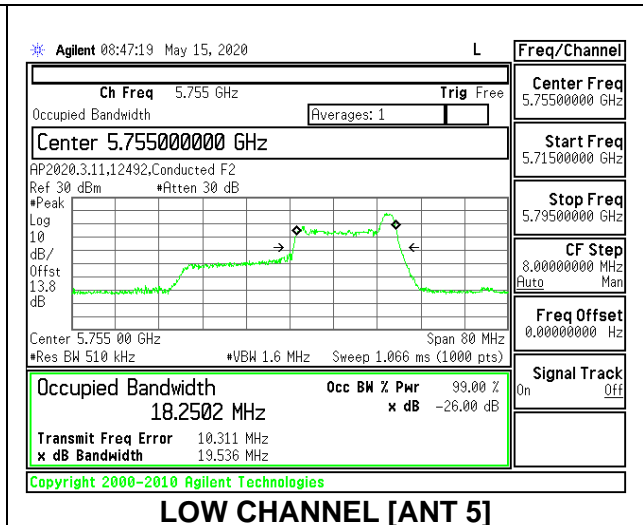 Agilent 08:47:19 May 15, 2020 L
Freq/Channel
Ch Freq 5.755 GHz Trig Free
Occupied Bandwidth Averages: 1
Center 5.755000000 GHz
AP2020.3.11,12492,Conducted F2
Ref 30 dBm #Atten 30 dB
#Peak
Log
10
dB/
Offst
13.8
dB
Center 5.755 00 GHz Span 80 MHz
#Res BW 510 kHz #VBW 1.6 MHz Sweep 1.066 ms (1000 pts)
Occupied Bandwidth Occ BW % Pwr 99.00 %
18.2502 MHz x dB -26.00 dB
Transmit Freq Error 10.311 MHz
x dB Bandwidth 19.536 MHz
Copyright 2000-2010 Agilent Technologies
Center Freq
5.75500000 GHz
Start Freq
5.71500000 GHz
Stop Freq
5.79500000 GHz
CF Step
8.00000000 MHz
Auto Man
Freq Offset
0.00000000 Hz
Signal Track
On Off
LOW CHANNEL [ANT 5]